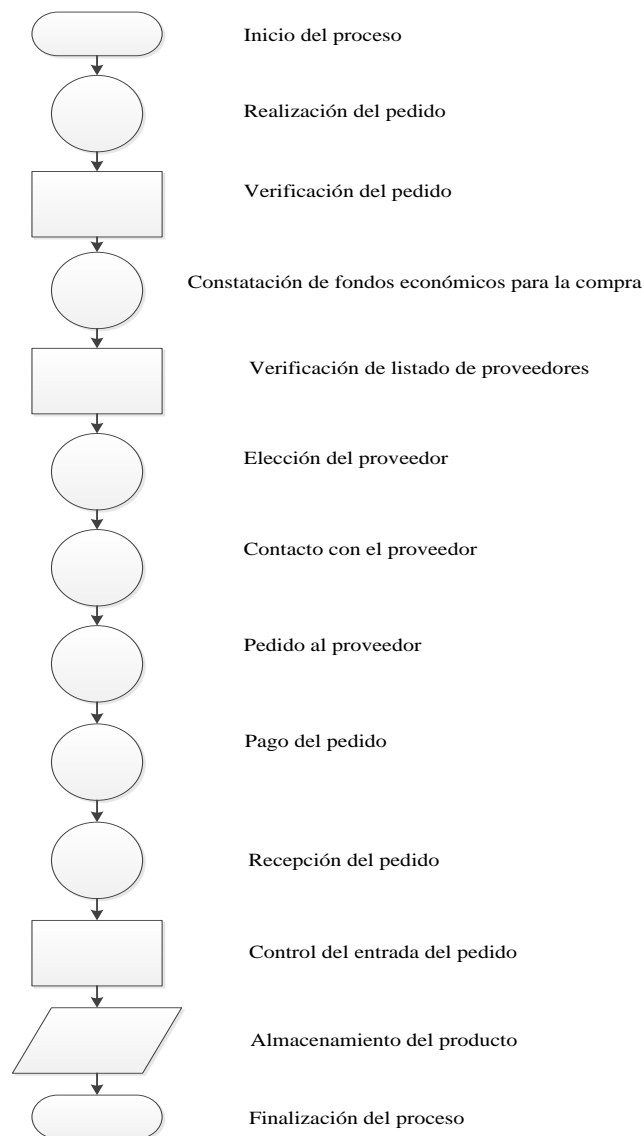 Inicio del proceso
Realización del pedido
Verificación del pedido
Constatación de fondos económicos para la compra
Verificación de listado de proveedores
Elección del proveedor
Contacto con el proveedor
Pedido al proveedor
Pago del pedido
Recepción del pedido
Control del entrada del pedido
Almacenamiento del producto
Finalización del proceso